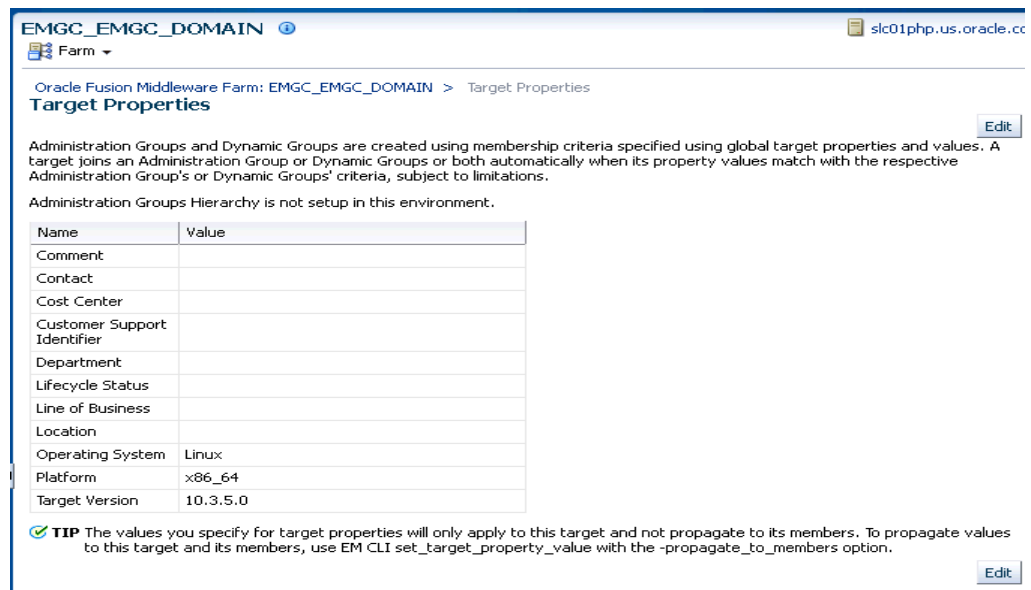 EMGC_EMGC_DOMAIN
slc01php.us.oracle.co
Farm
Oracle Fusion Middleware Farm: EMGC_EMGC_DOMAIN > Target Properties
Target Properties
Edit
Administration Groups and Dynamic Groups are created using membership criteria specified using global target properties and values. A
target joins an Administration Group or Dynamic Groups or both automatically when its property values match with the respective
Administration Group's or Dynamic Groups' criteria, subject to limitations.
Administration Groups Hierarchy is not setup in this environment.
Name Value
Comment
Contact
Cost Center
Customer Support
Identifier
Department
Lifecycle Status
Line of Business
Location
Operating System Linux
Platform x86_64
Target Version 10.3.5.0
TIP The values you specify for target properties will only apply to this target and not propagate to its members. To propagate values
to this target and its members, use EM CLI set_target_property_value with the -propagate_to_members option.
Edit